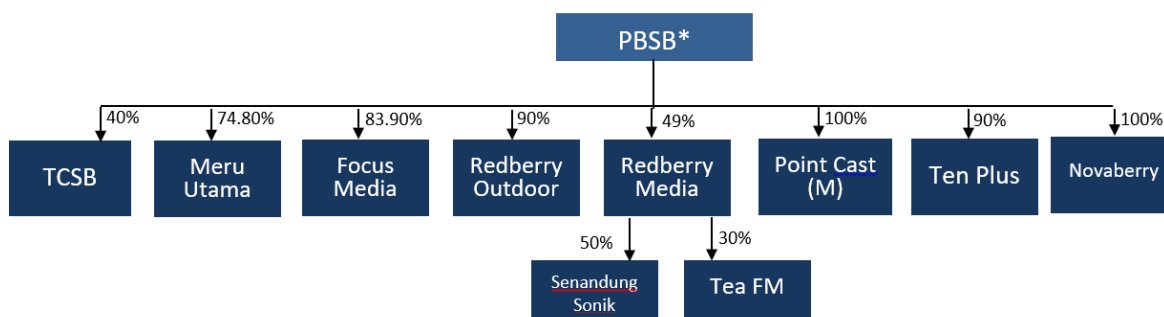 PBSB*
40%
74.80%
83.90%
90%
49%
100%
90%
100%
TCSB
Meru
Utama
Focus
Media
Redberry
Outdoor
Redberry
Media
Point Cast
(M)
Ten Plus
Novaberry
50%
30%
Senandung
Sonik
Tea FM